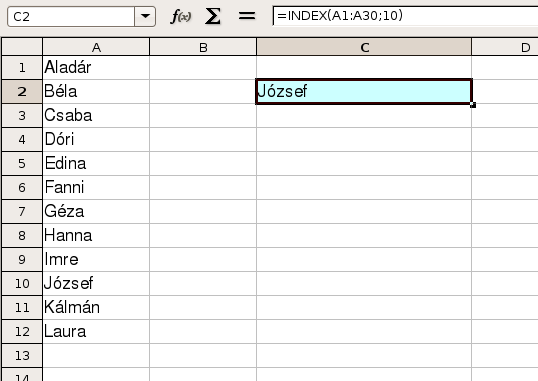 C2 f(x) Σ = =INDEX(A1:A30;10)
A B C D
1 Aladár
2 Béla József
3 Csaba
4 Dóri
5 Edina
6 Fanni
7 Géza
8 Hanna
9 Imre
10 József
11 Kálmán
12 Laura
13
14